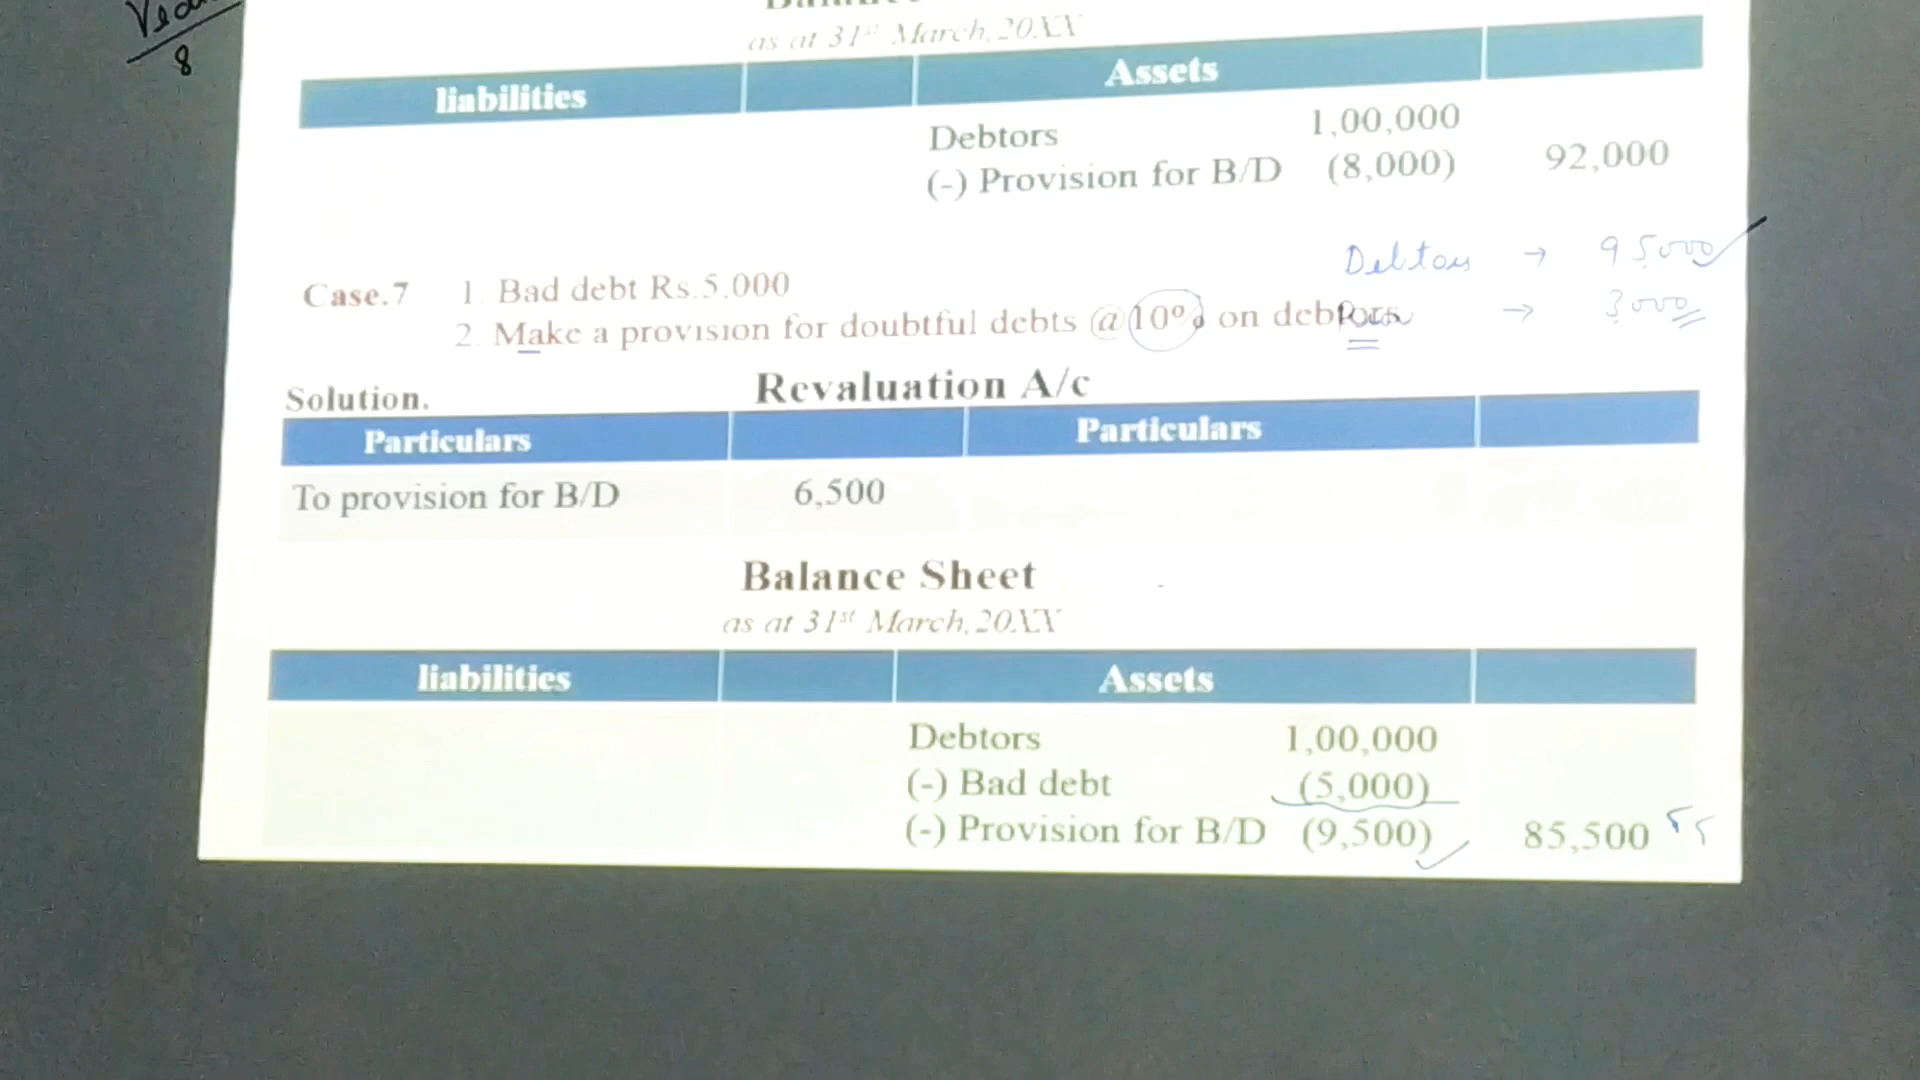 8
as at 31st March, 20XX
liabilities Assets
Debtors 1,00,000
(-) Provision for B/D (8,000) 92,000
Debtors → 95000
Case.7 1. Bad debt Rs.5,000
→ 3000
2. Make a provision for doubtful debts @ 10% on debtors
Solution. Revaluation A/c
Particulars Particulars
To provision for B/D 6,500
Balance Sheet
as at 31st March, 20XX
liabilities Assets
Debtors 1,00,000
(-) Bad debt (5,000)
(-) Provision for B/D (9,500) 85,500